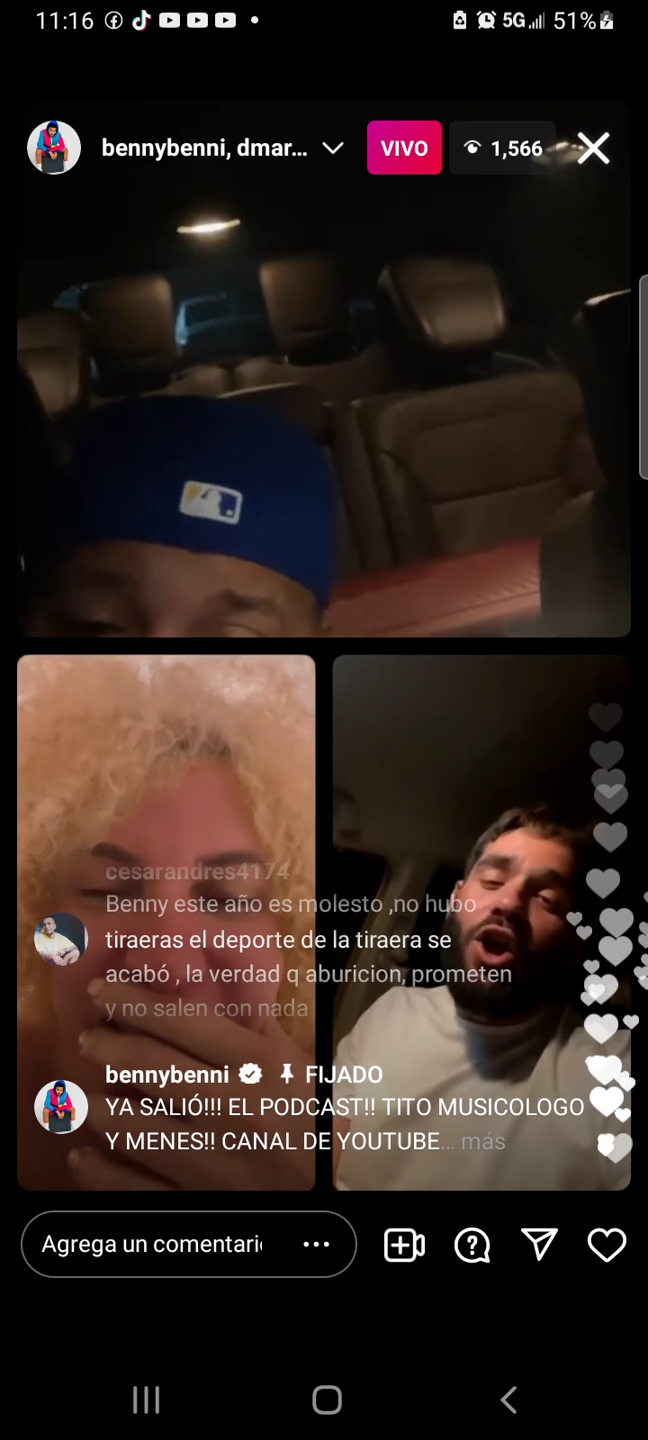 11:16 5G 51%
bennybenni, dmar... VIVO 1,566
cesarandres4174
Benny este año es molesto ,no hubo
tiraeras el deporte de la tiraera se
acabó , la verdad q aburicion, prometen
y no salen con nada
bennybenni FIJADO
YA SALIÓ!!! EL PODCAST!! TITO MUSICOLOGO
Y MENES!! CANAL DE YOUTUBE... más
Agrega un comentari